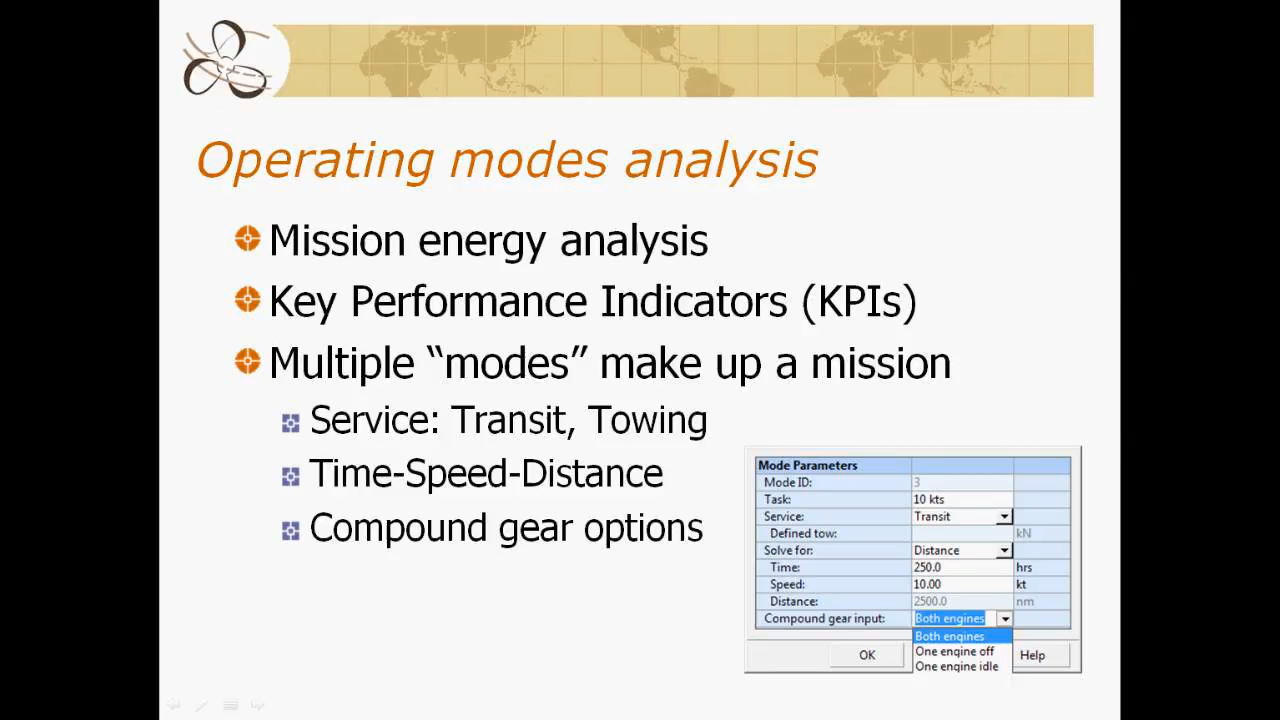 Operating modes analysis
Mission energy analysis
Key Performance Indicators (KPIs)
Multiple “modes” make up a mission
Service: Transit, Towing
Time-Speed-Distance
Compound gear options
Mode Parameters
Mode ID: 3
Task: 10 kts
Service: Transit
Defined tow: kN
Solve for: Distance
Time: 250.0 hrs
Speed: 10.00 kt
Distance: 2500.0 nm
Compound gear input: Both engines
Both engines
One engine off
One engine idle
OK
Help